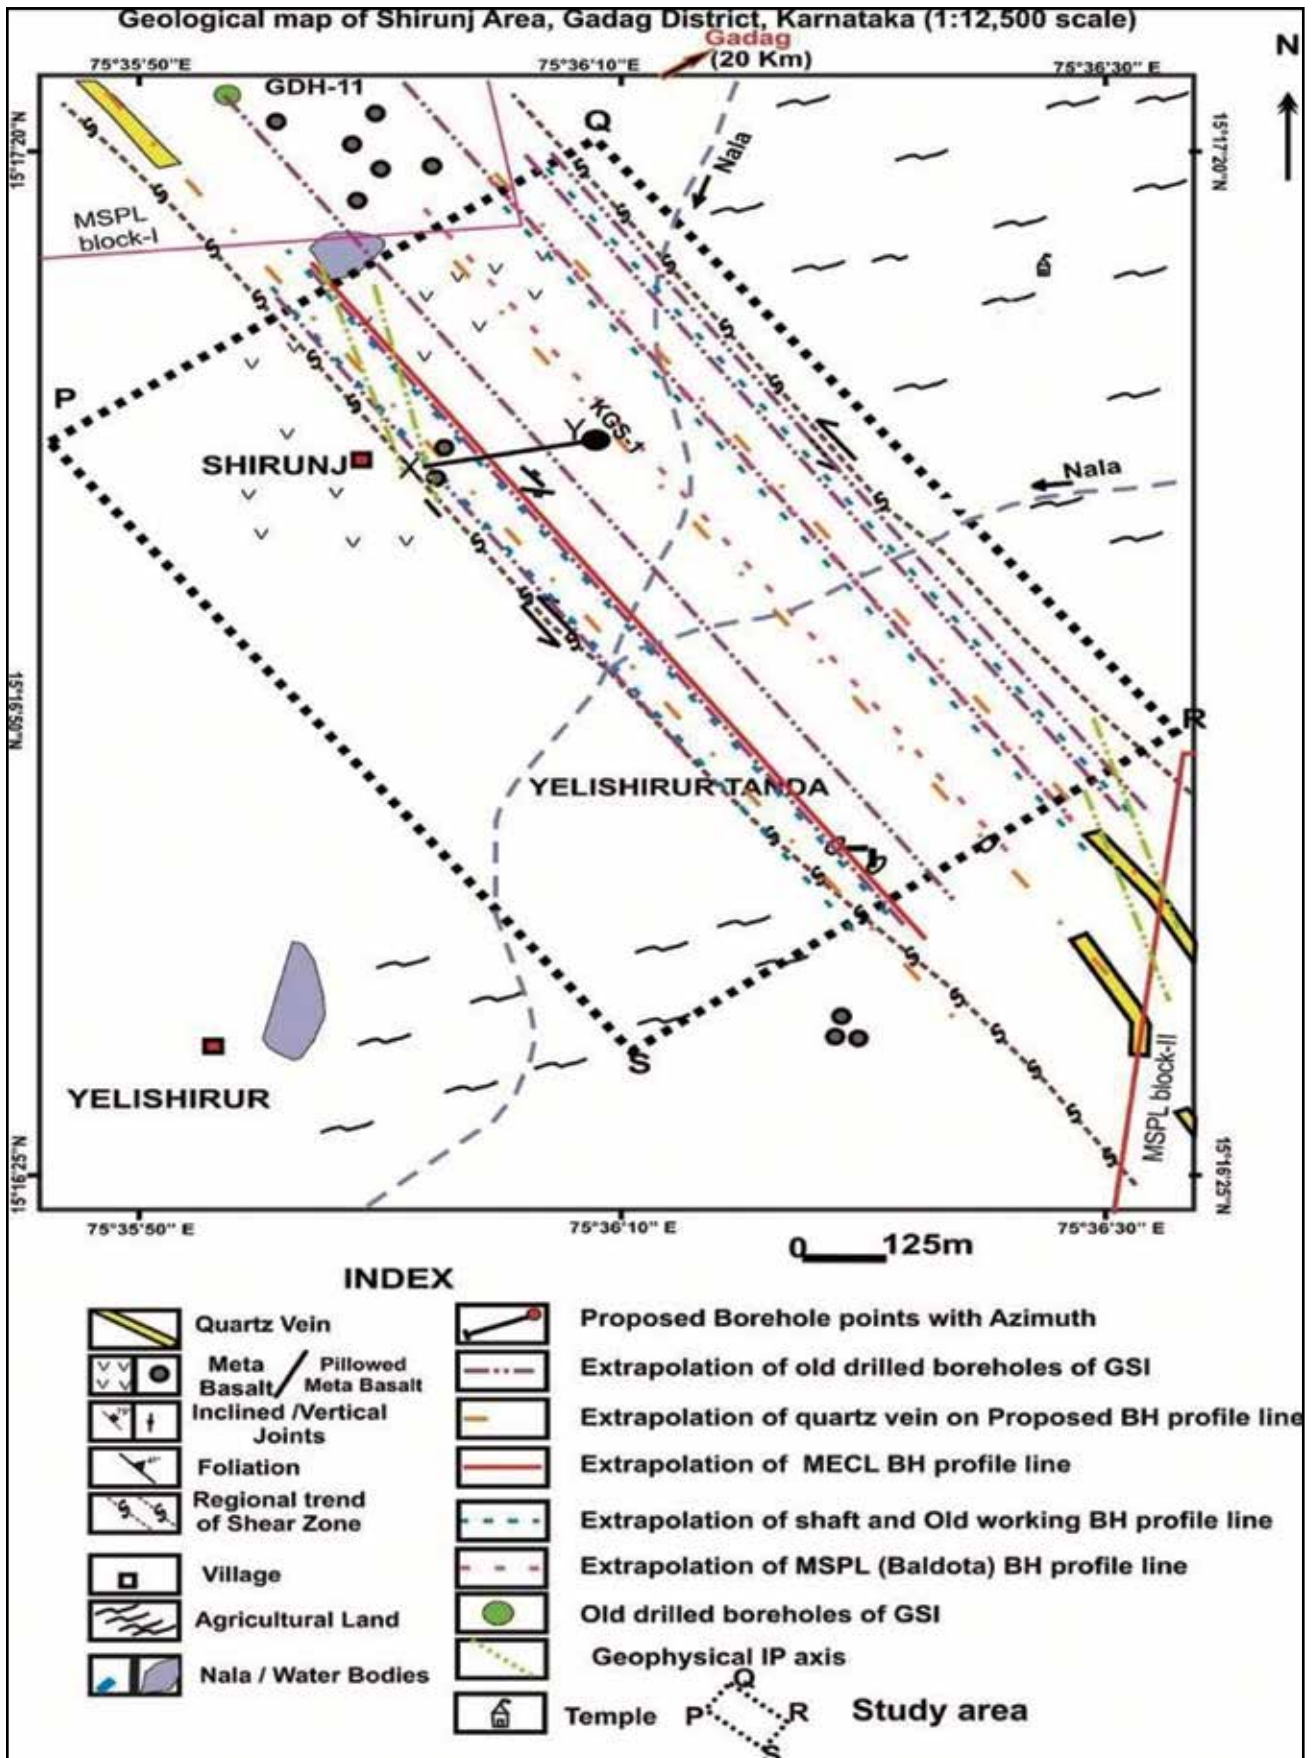 Geological map of Shirunj Area, Gadag District, Karnataka (1:12,500 scale)
Gadag
(20 Km)
N
75°35'50"E
75°36'10"E
75°36'30" E
15°17'20"N
15°17'20"N
GDH-11
Q
Nala
MSPL
block-I
P
KGS-1
Y
SHIRUNJ
X
Nala
15°16'50"N
R
YELISHIRUR TANDA
S
YELISHIRUR
MSPL block-II
15°16'25"N
15°16'25"N
75°35'50" E
75°36'10" E
75°36'30" E
0 125m
INDEX
Quartz Vein
Meta
Basalt / Pillowed
Meta Basalt
Inclined /Vertical
Joints
Foliation
Regional trend
of Shear Zone
Village
Agricultural Land
Nala / Water Bodies
Proposed Borehole points with Azimuth
Extrapolation of old drilled boreholes of GSI
Extrapolation of quartz vein on Proposed BH profile line
Extrapolation of MECL BH profile line
Extrapolation of shaft and Old working BH profile line
Extrapolation of MSPL (Baldota) BH profile line
Old drilled boreholes of GSI
Geophysical IP axis
Temple
P
Q
R
S
Study area